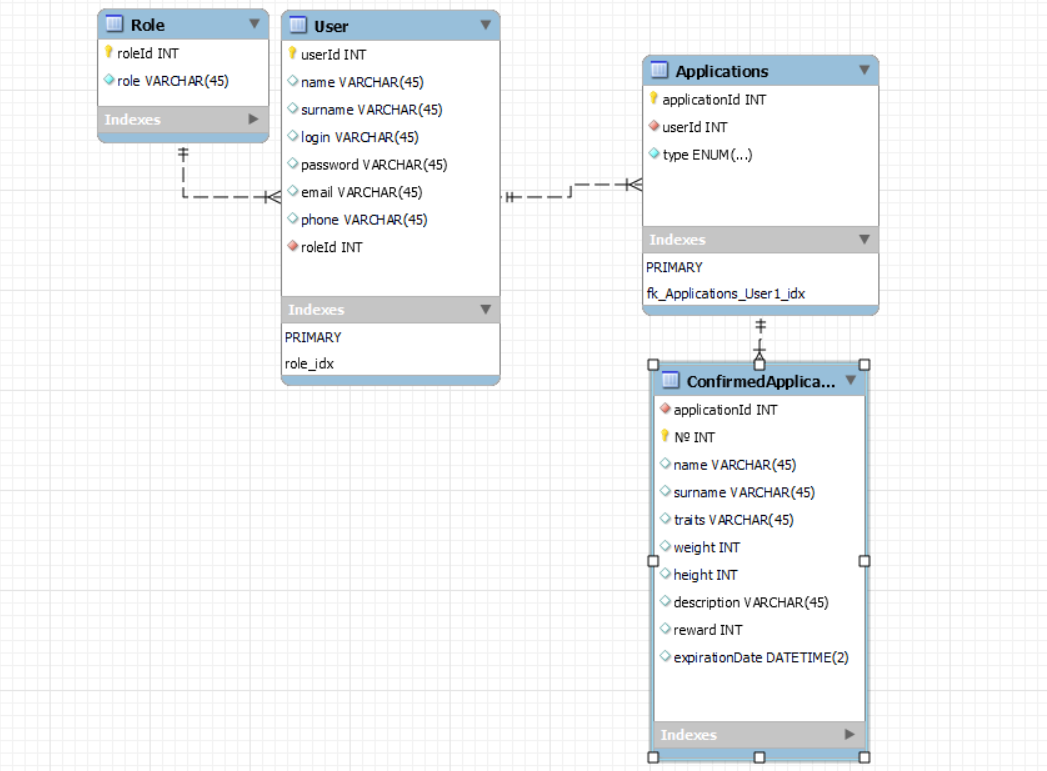 Role
roleId INT
role VARCHAR(45)
Indexes
User
userId INT
name VARCHAR(45)
surname VARCHAR(45)
login VARCHAR(45)
password VARCHAR(45)
email VARCHAR(45)
phone VARCHAR(45)
roleId INT
Indexes
PRIMARY
role_idx
Applications
applicationId INT
userId INT
type ENUM(...)
Indexes
PRIMARY
fk_Applications_User1_idx
ConfirmedApplica...
applicationId INT
№ INT
name VARCHAR(45)
surname VARCHAR(45)
traits VARCHAR(45)
weight INT
height INT
description VARCHAR(45)
reward INT
expirationDate DATETIME(2)
Indexes